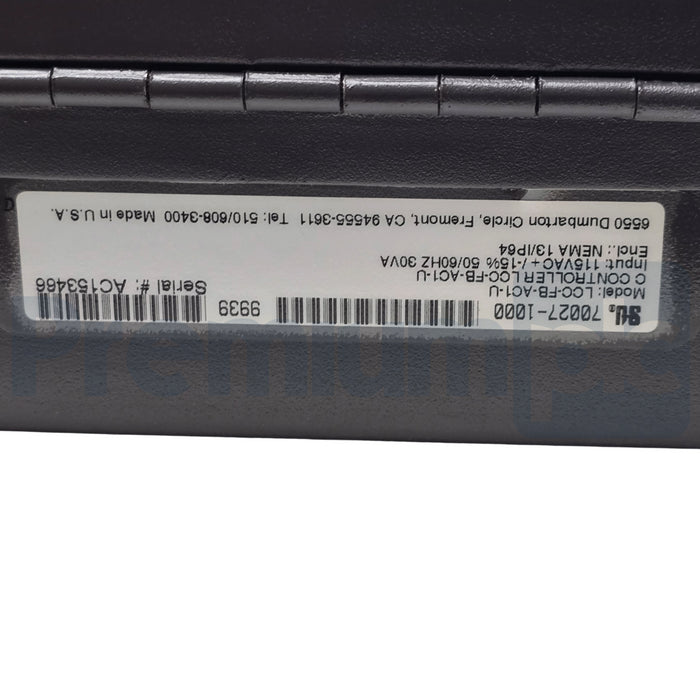 70027-1000
9939
Serial #: AC153466
Model: LCC-FB-AC1-U
C CONTROLLER LCC-FB-AC1-U
Input: 115VAC +/-15% 50/60HZ 30VA
Encl.: NEMA 13/IP64
6550 Dumbarton Circle, Fremont, CA 94555-3611 Tel: 510/608-3400 Made in U.S.A.
Premium